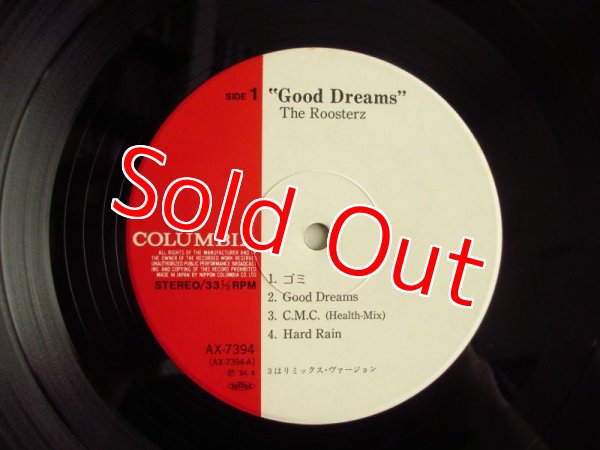 SIDE 1
"Good Dreams"
The Roosterz
Sold Out
COLUMBIA
ALL RIGHTS OF THE MANUFACTURER AND OF
THE OWNER OF THE RECORDED WORK RESERVED
UNAUTHORIZED PUBLIC PERFORMANCE BROADCAST
ING AND COPYING OF THIS RECORD PROHIBITED
MADE IN JAPAN BY NIPPON COLUMBIA CO LTD
STEREO/33⅓RPM
1. ゴミ
2. Good Dreams
3. C.M.C. (Health-Mix)
4. Hard Rain
AX-7394
(AX-7394-A)
Ⓟ '84.4
3はリミックス・ヴァージョン